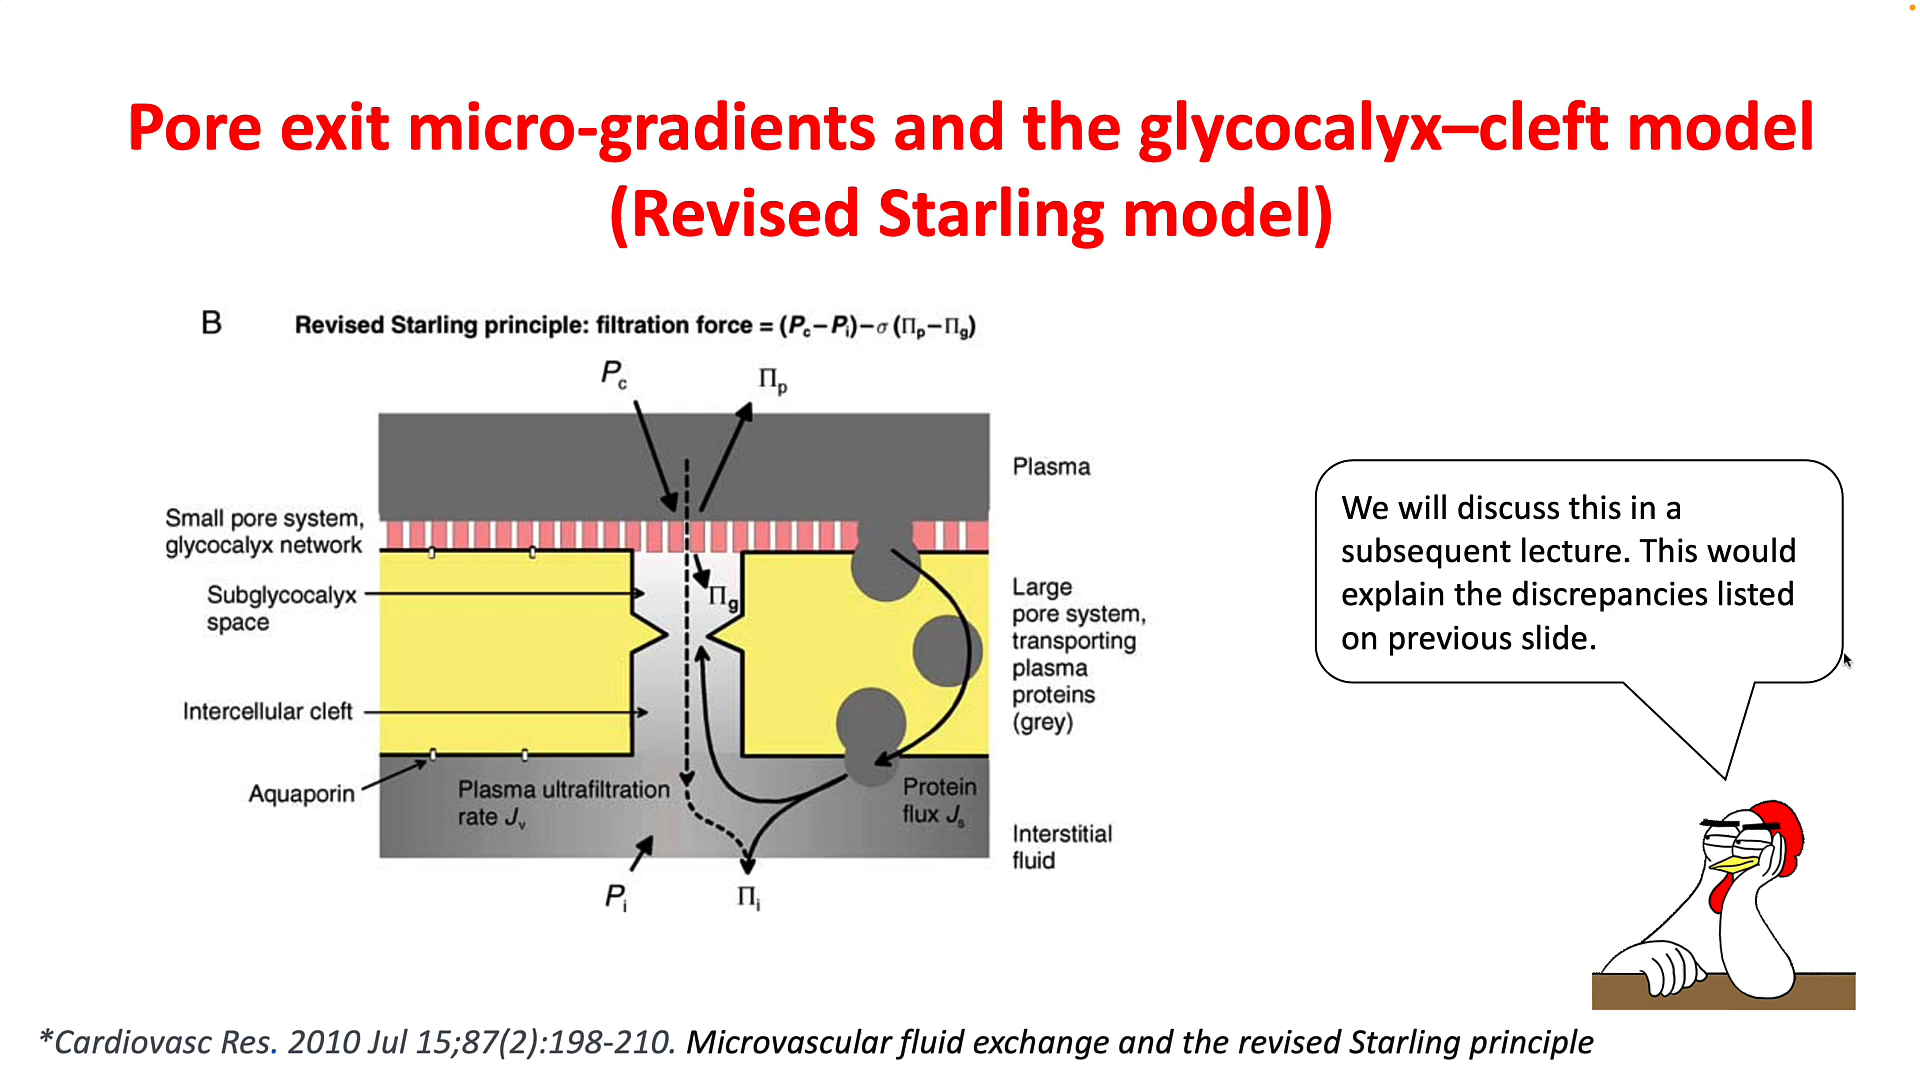 Pore exit micro-gradients and the glycocalyx–cleft model
(Revised Starling model)
B Revised Starling principle: filtration force = (Pc–Pi)–σ (Πp–Πg)
Pc
Πp
Plasma
Small pore system,
glycocalyx network
Subglycocalyx
space
Πg
Large
pore system,
transporting
plasma
proteins
(grey)
Intercellular cleft
Aquaporin
Plasma ultrafiltration
rate Jv
Protein
flux Js
Interstitial
fluid
Pi
Πi
We will discuss this in a
subsequent lecture. This would
explain the discrepancies listed
on previous slide.
*Cardiovasc Res. 2010 Jul 15;87(2):198-210. Microvascular fluid exchange and the revised Starling principle